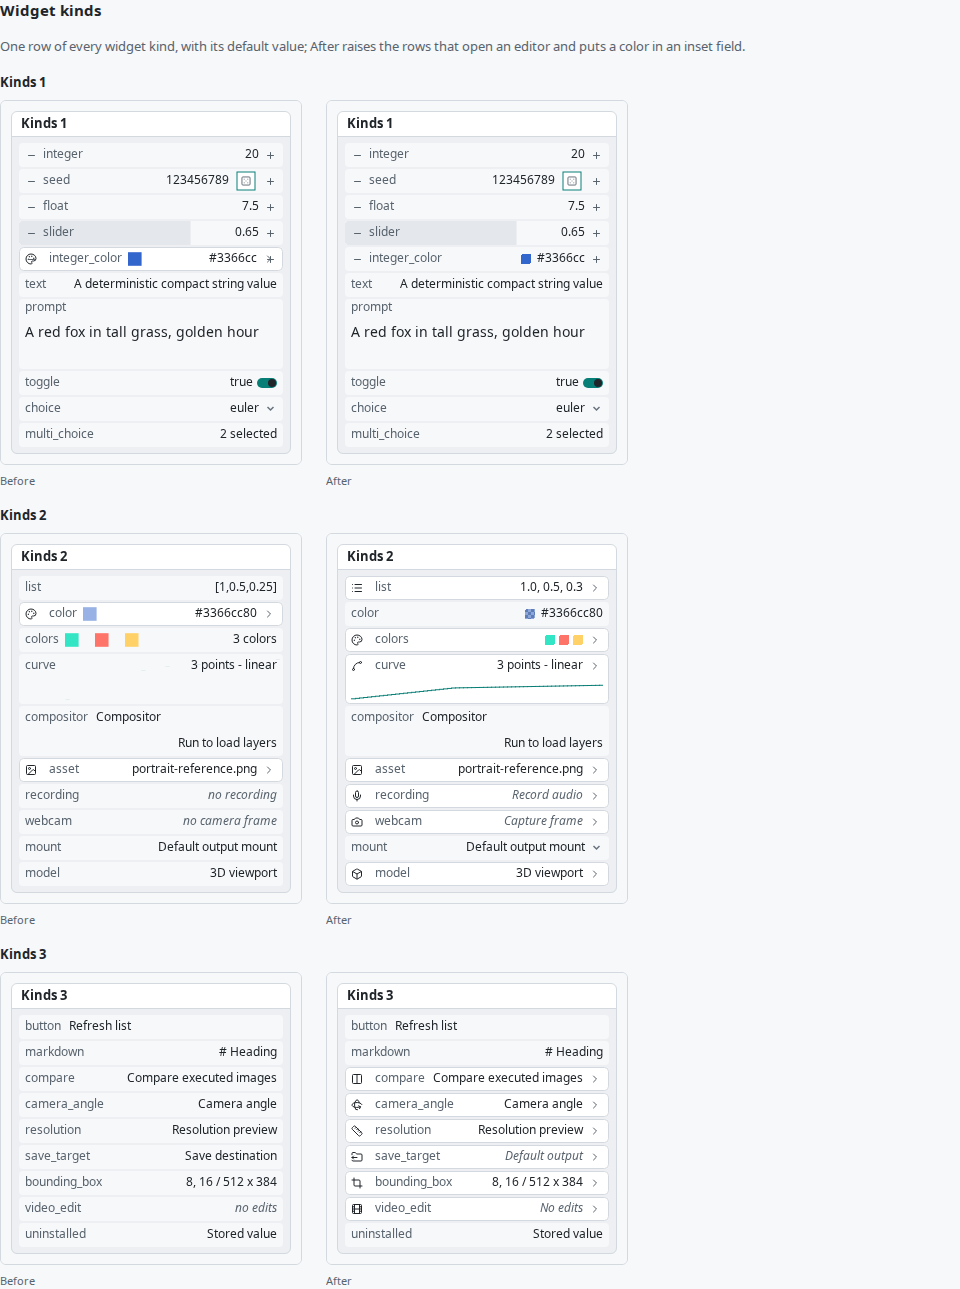 Widget kinds
One row of every widget kind, with its default value; After raises the rows that open an editor and puts a color in an inset field.
Kinds 1
Kinds 1
− integer 20 +
− seed 123456789 +
− float 7.5 +
− slider 0.65 +
integer_color #3366cc +
text A deterministic compact string value
prompt
A red fox in tall grass, golden hour
toggle true
choice euler
multi_choice 2 selected
Before
Kinds 1
− integer 20 +
− seed 123456789 +
− float 7.5 +
− slider 0.65 +
− integer_color #3366cc +
text A deterministic compact string value
prompt
A red fox in tall grass, golden hour
toggle true
choice euler
multi_choice 2 selected
After
Kinds 2
Kinds 2
list [1,0.5,0.25]
color #3366cc80
colors 3 colors
curve 3 points - linear
compositor Compositor
Run to load layers
asset portrait-reference.png
recording no recording
webcam no camera frame
mount Default output mount
model 3D viewport
Before
Kinds 2
list 1.0, 0.5, 0.3
color #3366cc80
colors
curve 3 points - linear
compositor Compositor
Run to load layers
asset portrait-reference.png
recording Record audio
webcam Capture frame
mount Default output mount
model 3D viewport
After
Kinds 3
Kinds 3
button Refresh list
markdown # Heading
compare Compare executed images
camera_angle Camera angle
resolution Resolution preview
save_target Save destination
bounding_box 8, 16 / 512 x 384
video_edit no edits
uninstalled Stored value
Before
Kinds 3
button Refresh list
markdown # Heading
compare Compare executed images
camera_angle Camera angle
resolution Resolution preview
save_target Default output
bounding_box 8, 16 / 512 x 384
video_edit No edits
uninstalled Stored value
After